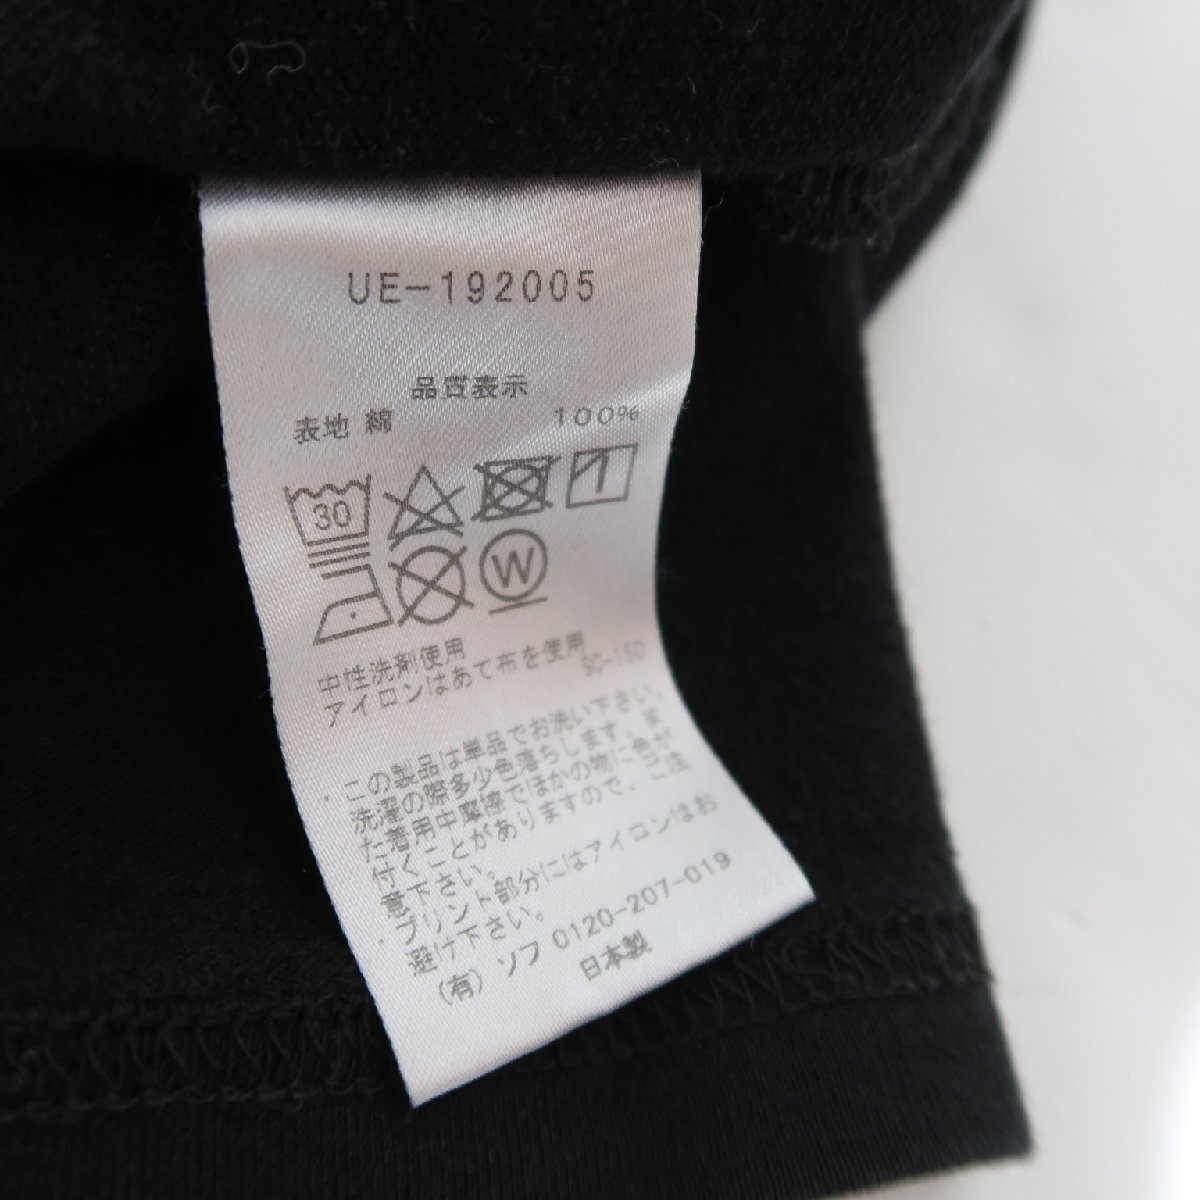 UE-192005
品質表示
表地 綿 100%
30
W
中性洗剤使用
アイロンはあて布を使用
SC-150
・この製品は単品でお洗い下さい。
洗濯の際多少色落ちします。ま
た着用中摩擦でほかの物に色が
付くことがありますので、ご注
意下さい。
・プリント部分にはアイロンはお
避け下さい。
(有) ソフ 0120-207-019
日本製